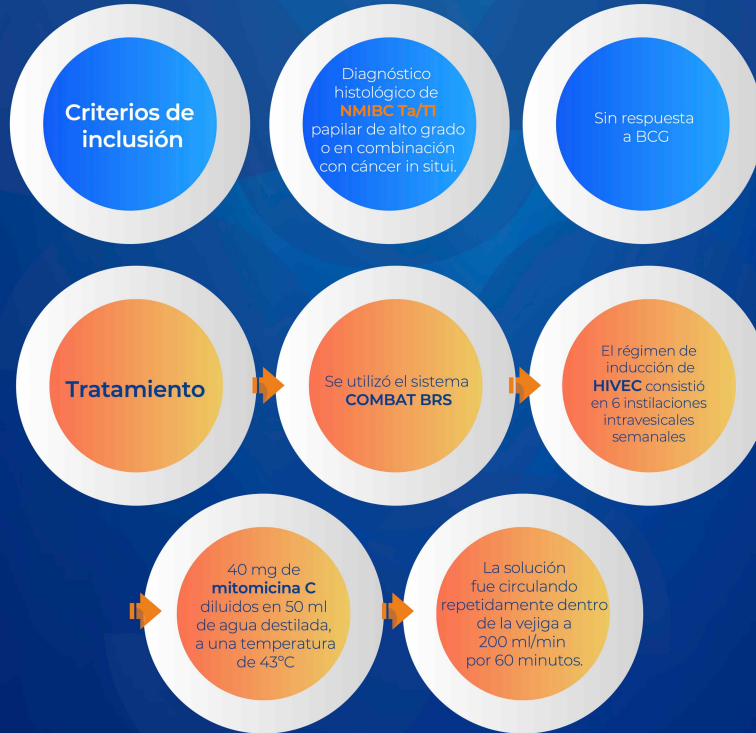 Criterios de
inclusión
Diagnóstico
histológico de
NMIBC Ta/Tl
papilar de alto grado
o en combinación
con cáncer in situi.
Sin respuesta
a BCG
Tratamiento
Se utilizó el sistema
COMBAT BRS
El régimen de
inducción de
HIVEC consistió
en 6 instilaciones
intravesicales
semanales
40 mg de
mitomicina C
diluidos en 50 ml
de agua destilada,
a una temperatura
de 43ºC
La solución
fue circulando
repetidamente dentro
de la vejiga a
200 ml/min
por 60 minutos.